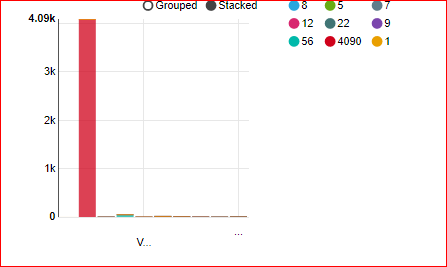 Grouped Stacked
8 5 7
12 22 9
56 4090 1
4.09k
3k
2k
1k
0
V...
...